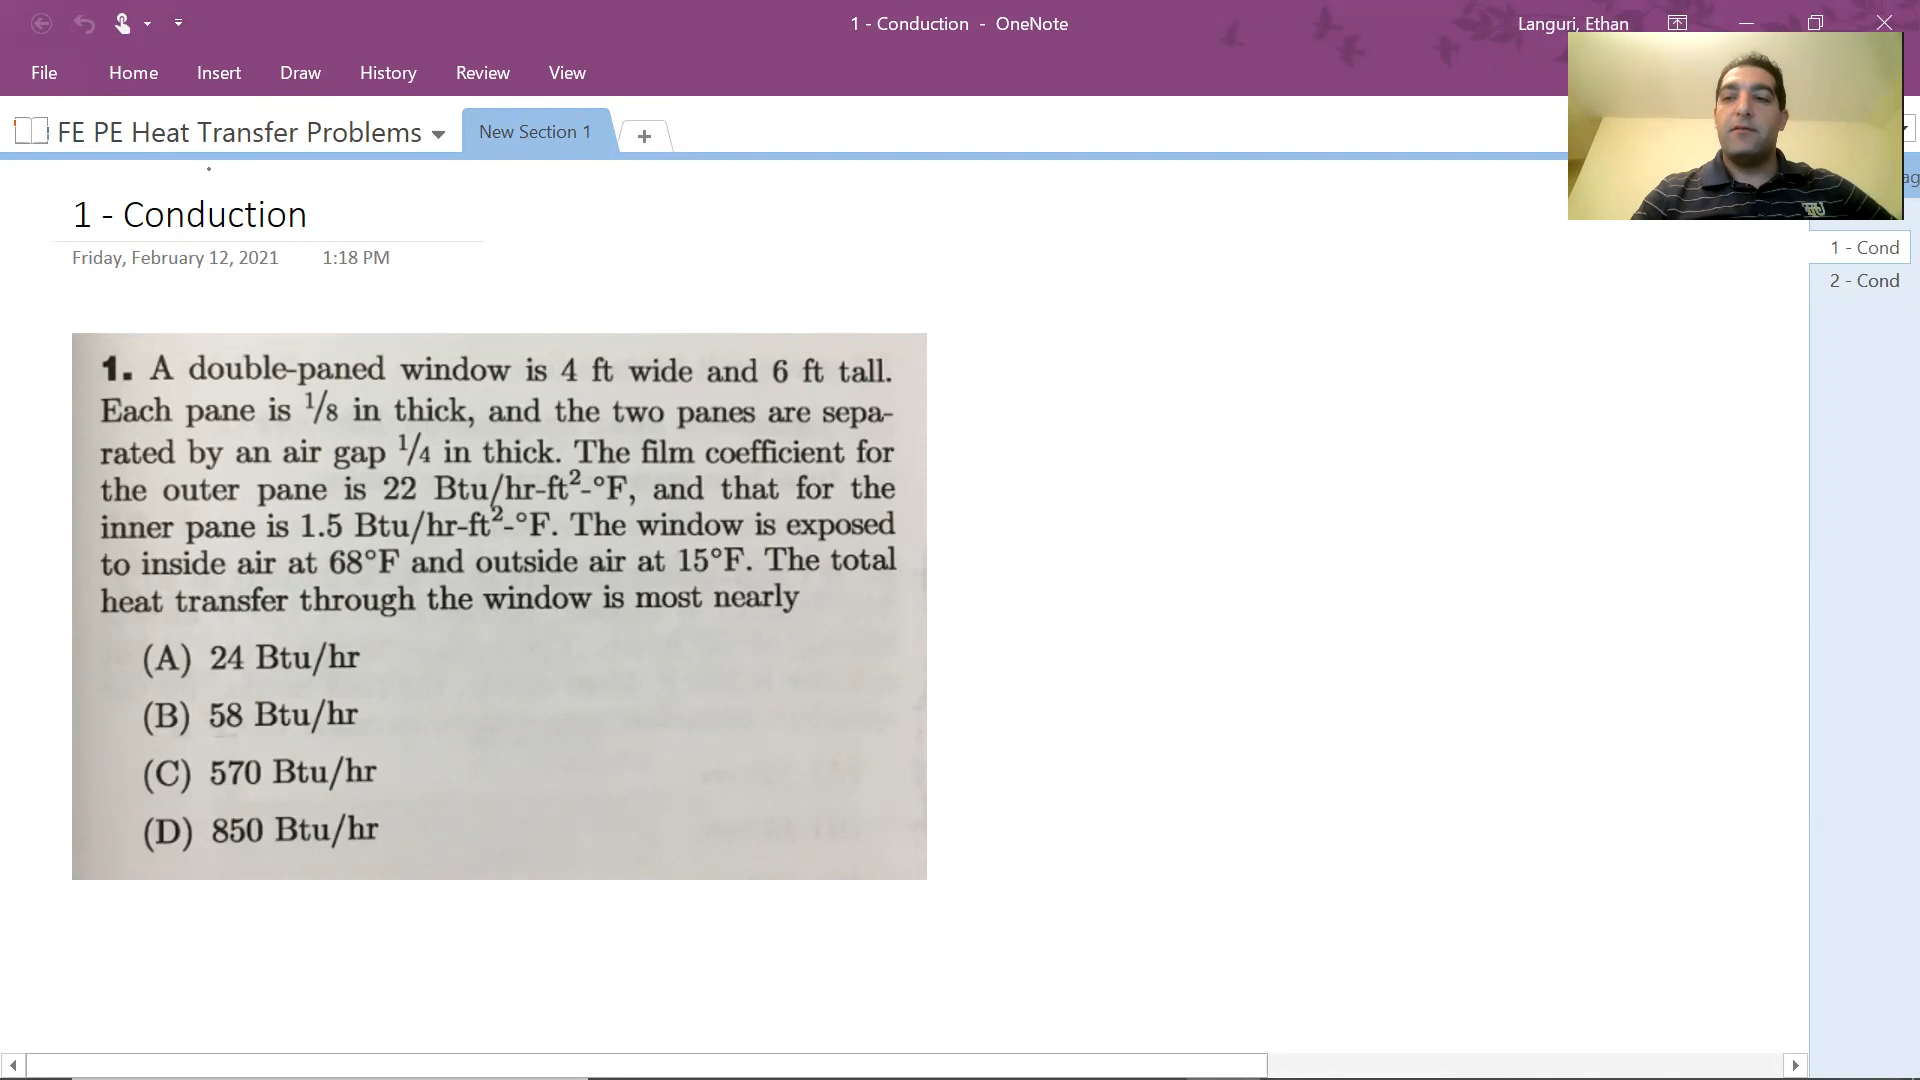 1 - Conduction - OneNote
Languri, Ethan
File Home Insert Draw History Review View
FE PE Heat Transfer Problems
New Section 1
+
1 - Conduction
Friday, February 12, 2021 1:18 PM
1 - Cond
2 - Cond
1. A double-paned window is 4 ft wide and 6 ft tall.
Each pane is 1/8 in thick, and the two panes are sepa-
rated by an air gap 1/4 in thick. The film coefficient for
the outer pane is 22 Btu/hr-ft²-°F, and that for the
inner pane is 1.5 Btu/hr-ft²-°F. The window is exposed
to inside air at 68°F and outside air at 15°F. The total
heat transfer through the window is most nearly
(A) 24 Btu/hr
(B) 58 Btu/hr
(C) 570 Btu/hr
(D) 850 Btu/hr